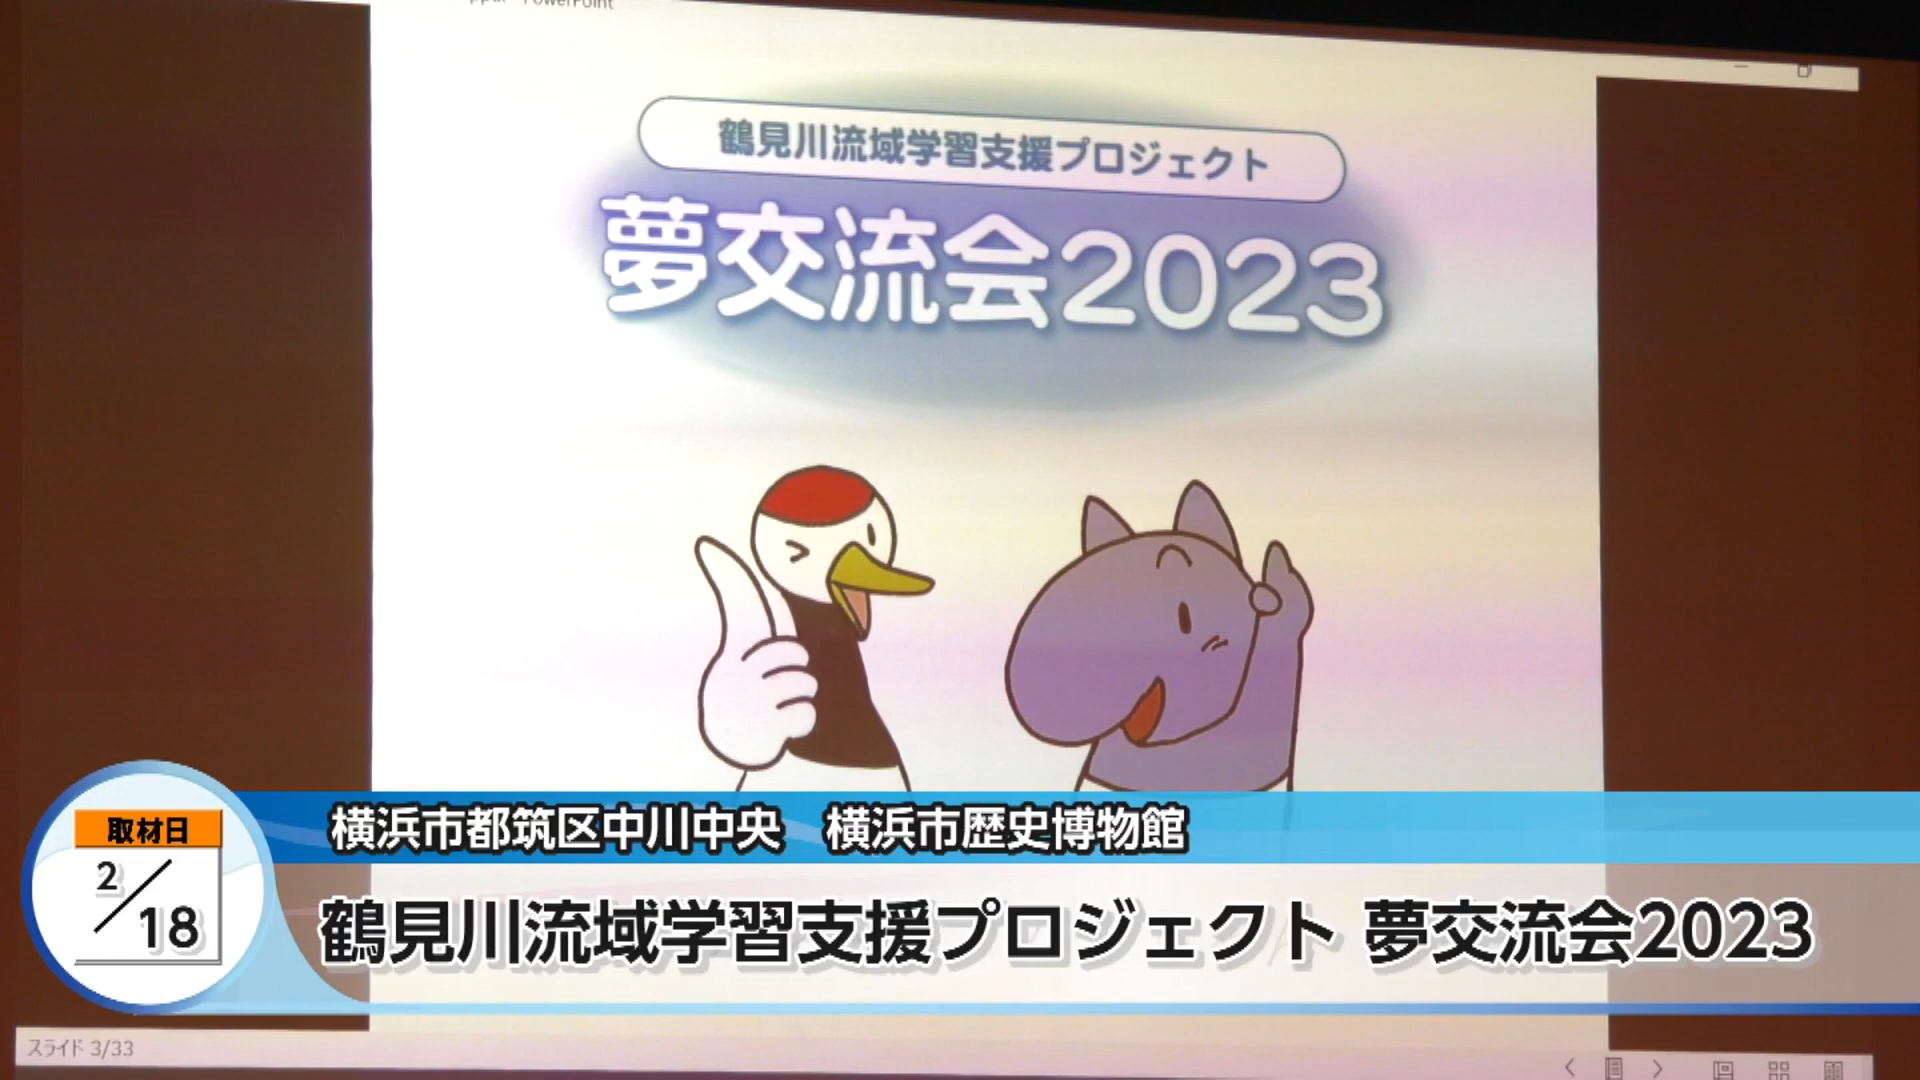 PowerPoint
鶴見川流域学習支援プロジェクト
夢交流会2023
横浜市都筑区中川中央　横浜市歴史博物館
取材日
2/18
鶴見川流域学習支援プロジェクト 夢交流会2023
スライド 3/33